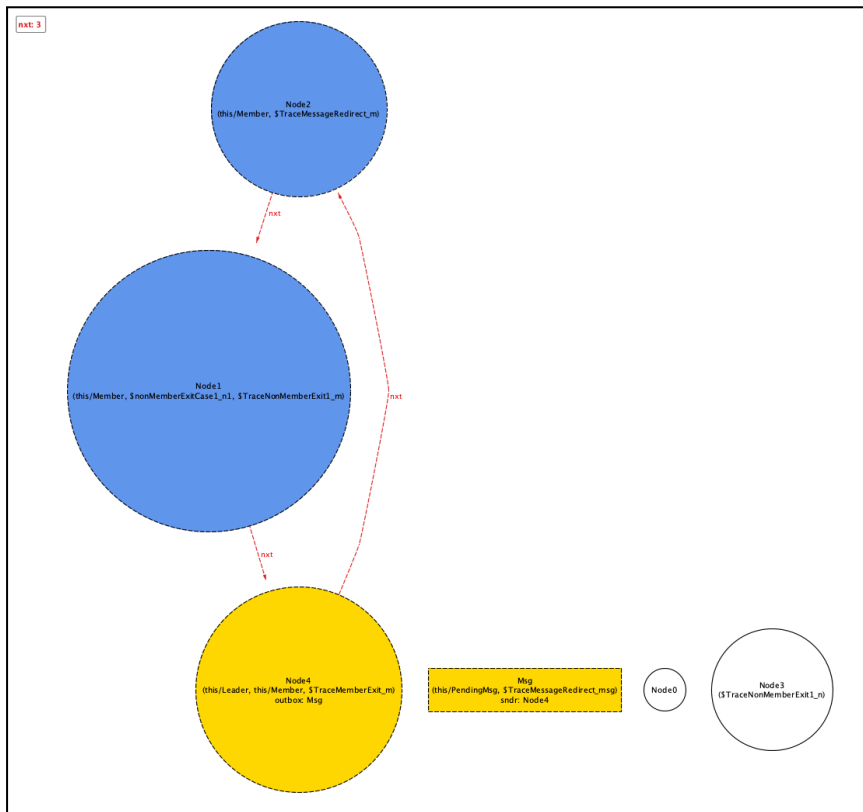 nxt: 3
Node2
(this/Member, $TraceMessageRedirect_m)
nxt
Node1
(this/Member, $nonMemberExitCase1_n1, $TraceNonMemberExit1_m)
nxt
nxt
Node4
(this/Leader, this/Member, $TraceMemberExit_m)
outbox: Msg
Msg
(this/PendingMsg, $TraceMessageRedirect_msg)
sndr: Node4
Node0
Node3
($TraceNonMemberExit1_n)